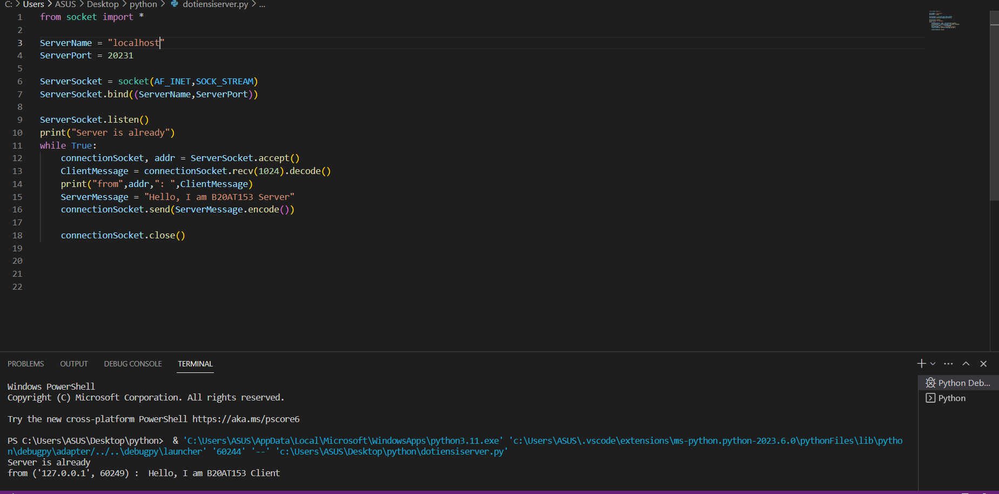 C: > Users > ASUS > Desktop > python > dotiensiserver.py > ...
1 from socket import *
2
3 ServerName = "localhost"
4 ServerPort = 20231
5
6 ServerSocket = socket(AF_INET,SOCK_STREAM)
7 ServerSocket.bind((ServerName,ServerPort))
8
9 ServerSocket.listen()
10 print("Server is already")
11 while True:
12 connectionSocket, addr = ServerSocket.accept()
13 ClientMessage = connectionSocket.recv(1024).decode()
14 print("from",addr,": ",ClientMessage)
15 ServerMessage = "Hello, I am B20AT153 Server"
16 connectionSocket.send(ServerMessage.encode())
17
18 connectionSocket.close()
19
20
21
22
PROBLEMS OUTPUT DEBUG CONSOLE TERMINAL
Windows PowerShell
Copyright (C) Microsoft Corporation. All rights reserved.
Try the new cross-platform PowerShell https://aka.ms/pscore6
PS C:\Users\ASUS\Desktop\python>  & 'C:\Users\ASUS\AppData\Local\Microsoft\WindowsApps\python3.11.exe' 'c:\Users\ASUS\.vscode\extensions\ms-python.python-2023.6.0\pythonFiles\lib\pytho
n\debugpy\adapter/../..\debugpy\launcher' '60244' '--' 'c:\Users\ASUS\Desktop\python\dotiensiserver.py'
Server is already
from ('127.0.0.1', 60249) :  Hello, I am B20AT153 Client
Python Deb...
Python